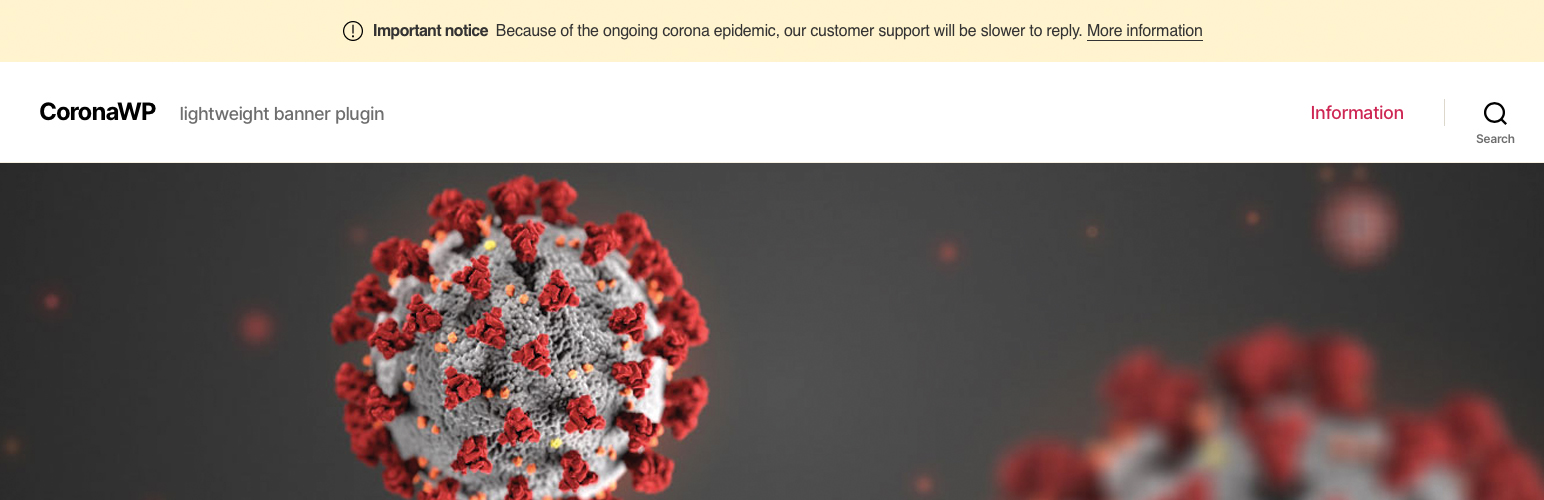 Important notice Because of the ongoing corona epidemic, our customer support will be slower to reply. More information
CoronaWP lightweight banner plugin Information
Search